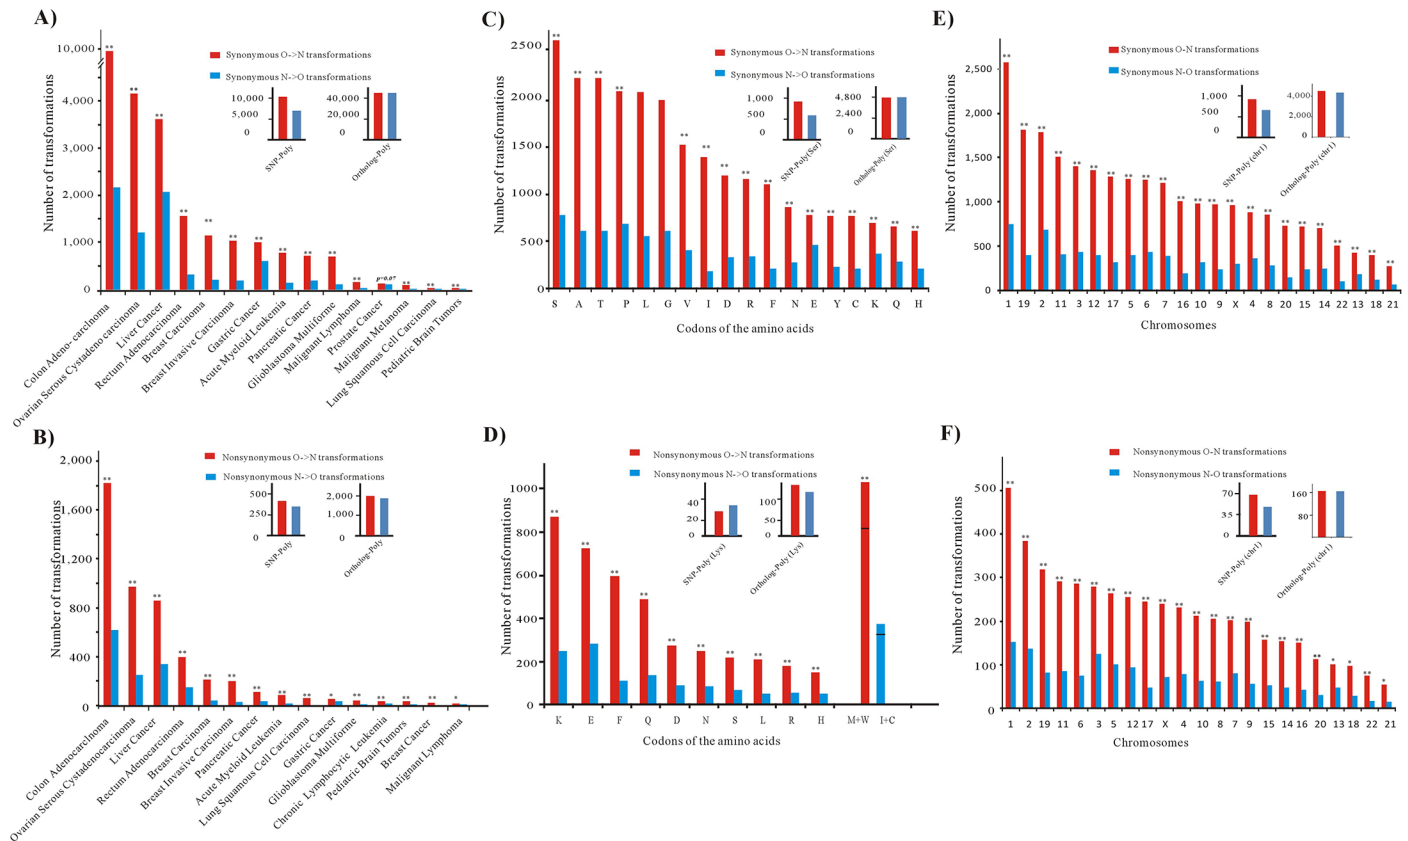 A)
Number of transformations
10,000
4,000
3,000
2,000
1,000
0
Synonymous O->N transformations
Synonymous N->O transformations
10,000
5,000
0
SNP-Poly
40,000
20,000
0
Ortholog-Poly
** ** ** ** ** ** ** ** ** ** p=0.07 ** ** **
Colon Adeno- carcinoma
Ovarian Serous Cystadeno carcinoma
Liver Cancer
Rectum Adenocarcinoma
Breast Carcinoma
Breast Invasive Carcinoma
Gastric Cancer
Acute Myeloid Leukemia
Pancreatic Cancer
Glioblastoma Multiforme
Malignant Lymphoma
Prostate Cancer
Malignant Melanoma
Lung Squamous Cell Carcinoma
Pediatric Brain Tumors
C)
Number of transformations
2500
2000
1500
1000
500
0
Synonymous O->N transformations
Synonymous N->O transformations
1,000
500
0
SNP-Poly(Ser)
4,800
2,400
0
Ortholog-Poly (Ser)
** ** ** ** ** ** ** ** ** ** ** ** ** ** ** **
S A T P L G V I D R F N E Y C K Q H
Codons of the amino acids
E)
Number of transformations
2,500
2,000
1,500
1,000
500
0
Synonymous O-N transformations
Synonymous N-O transformations
1,000
500
0
SNP-Poly (chr1)
4,000
2,000
0
Ortholog-Poly (chr1)
** ** ** ** ** ** ** ** ** ** ** ** ** ** ** ** ** ** ** ** ** ** **
1 19 2 11 3 12 17 5 6 7 16 10 9 X 4 8 20 15 14 22 13 18 21
Chromosomes
B)
Number of transformations
2,000
1,600
1,200
800
400
0
Nonsynonymous O->N transformations
Nonsynonymous N->O transformations
500
250
0
SNP-Poly
2,000
1,000
0
Ortholog-Poly
** ** ** ** ** ** ** ** ** * ** ** ** ** *
Colon Adenocarcinoma
Ovarian Serous Cystadenocarcinoma
Liver Cancer
Rectum Adenocarcinoma
Breast Carcinoma
Breast Invasive Carcinoma
Pancreatic Cancer
Acute Myeloid Leukemia
Lung Squamous Cell Carcinoma
Gastric Cancer
Glioblastoma Multiforme
Chronic Lymphocytic Leukemia
Pediatric Brain Tumors
Breast Cancer
Malignant Lymphoma
D)
Number of transformations
1000
800
600
400
200
0
Nonsynonymous O->N transformations
Nonsynonymous N->O transformations
40
20
0
SNP-Poly (Lys)
100
50
0
Ortholog-Poly (Lys)
** ** ** ** ** ** ** ** ** ** **
K E F Q D N S L R H M+W I+C
Codons of the amino acids
F)
Number of transformations
500
400
300
200
100
0
Nonsynonymous O-N transformations
Nonsynonymous N-O transformations
70
35
0
SNP-Poly (chr1)
160
80
Ortholog-Poly (chr1)
** ** ** ** ** ** ** ** ** ** ** ** ** ** ** ** ** ** ** * ** ** *
1 2 19 11 6 3 5 12 17 X 4 10 8 7 9 15 14 16 20 13 18 22 21
Chromosomes